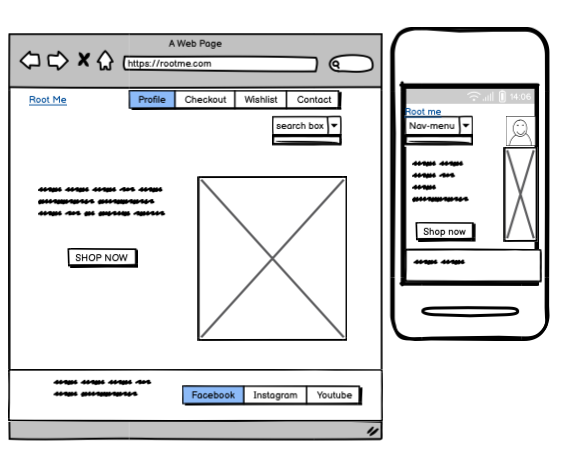 A Web Page
https://rootme.com
Root Me
Profile Checkout Wishlist Contact
search box
SHOP NOW
Facebook Instagram Youtube
14:06
Root me
Nav-menu
Shop now